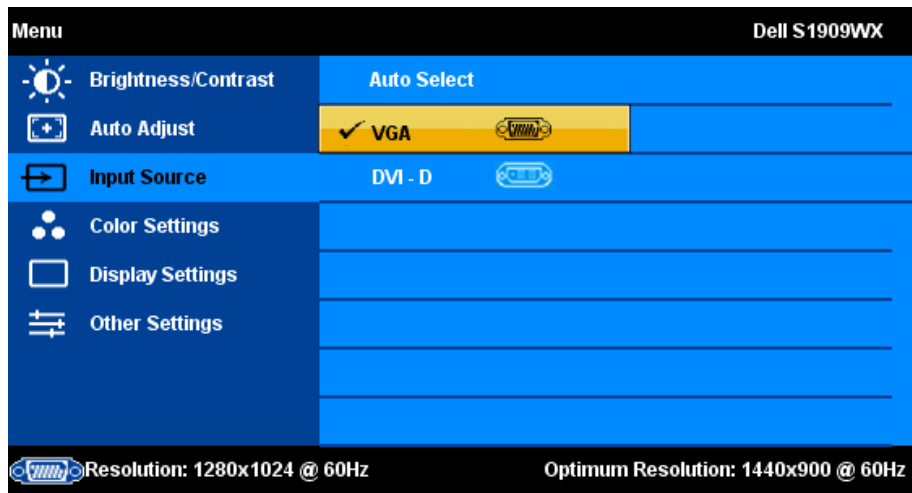 Menu Dell S1909WX
Brightness/Contrast Auto Select
Auto Adjust VGA
Input Source DVI - D
Color Settings
Display Settings
Other Settings
Resolution: 1280x1024 @ 60Hz Optimum Resolution: 1440x900 @ 60Hz